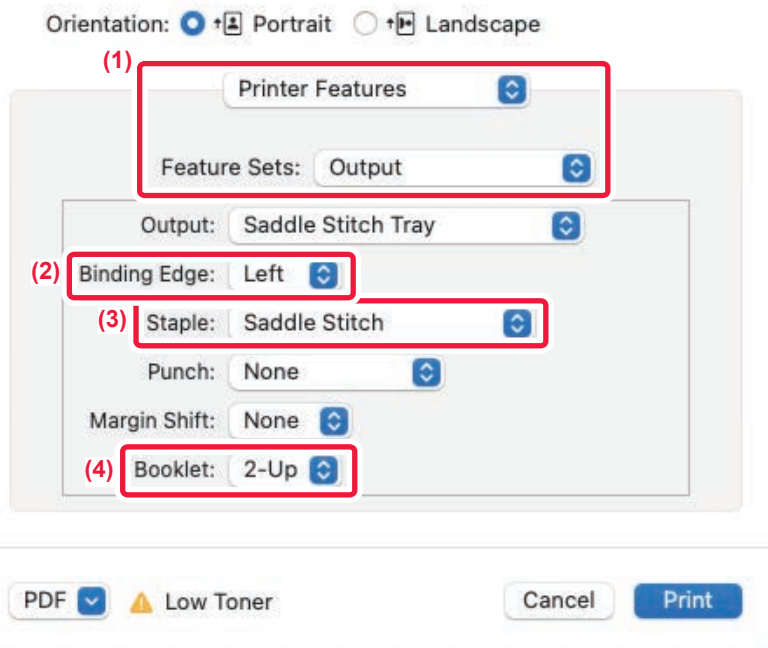 Orientation: Portrait Landscape
(1)
Printer Features
Feature Sets: Output
Output: Saddle Stitch Tray
(2) Binding Edge: Left
(3) Staple: Saddle Stitch
Punch: None
Margin Shift: None
(4) Booklet: 2-Up
PDF Low Toner Cancel Print